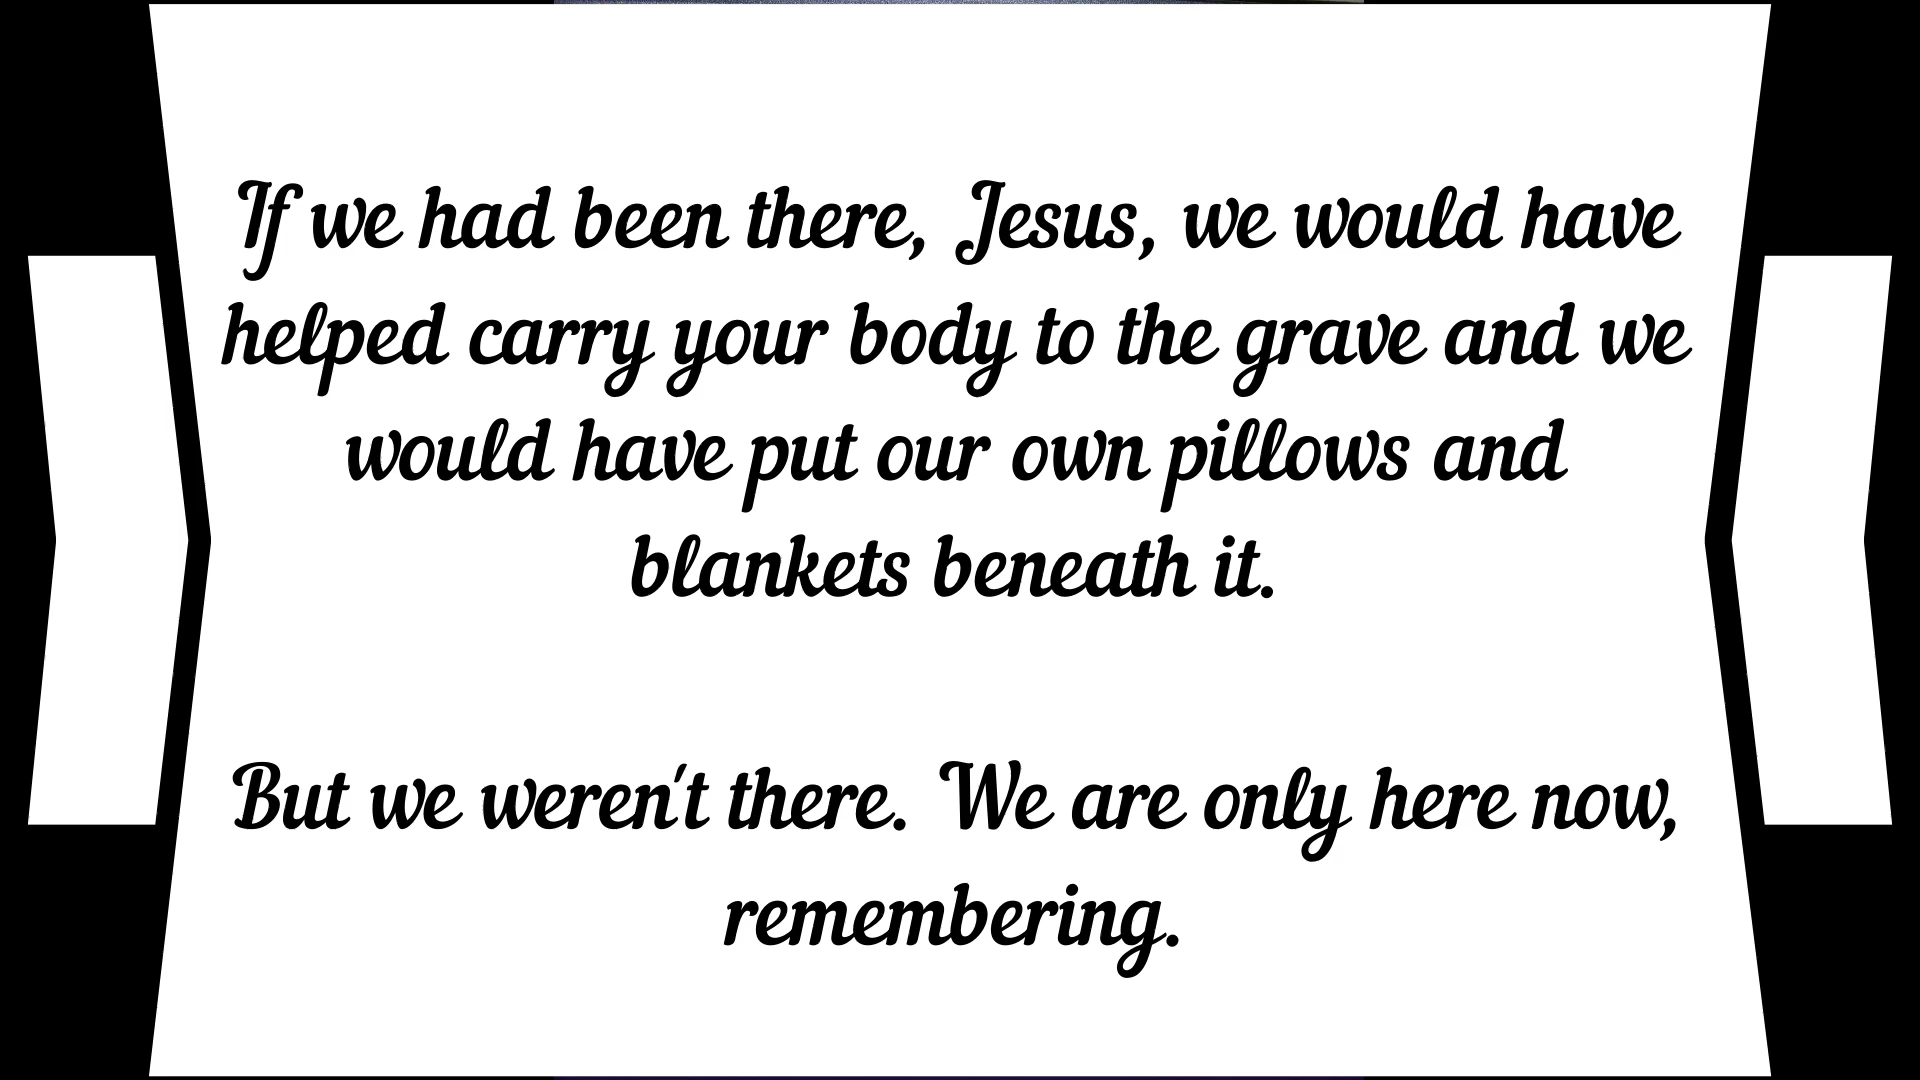 If we had been there, Jesus, we would have
helped carry your body to the grave and we
would have put our own pillows and
blankets beneath it.
But we weren't there. We are only here now,
remembering.